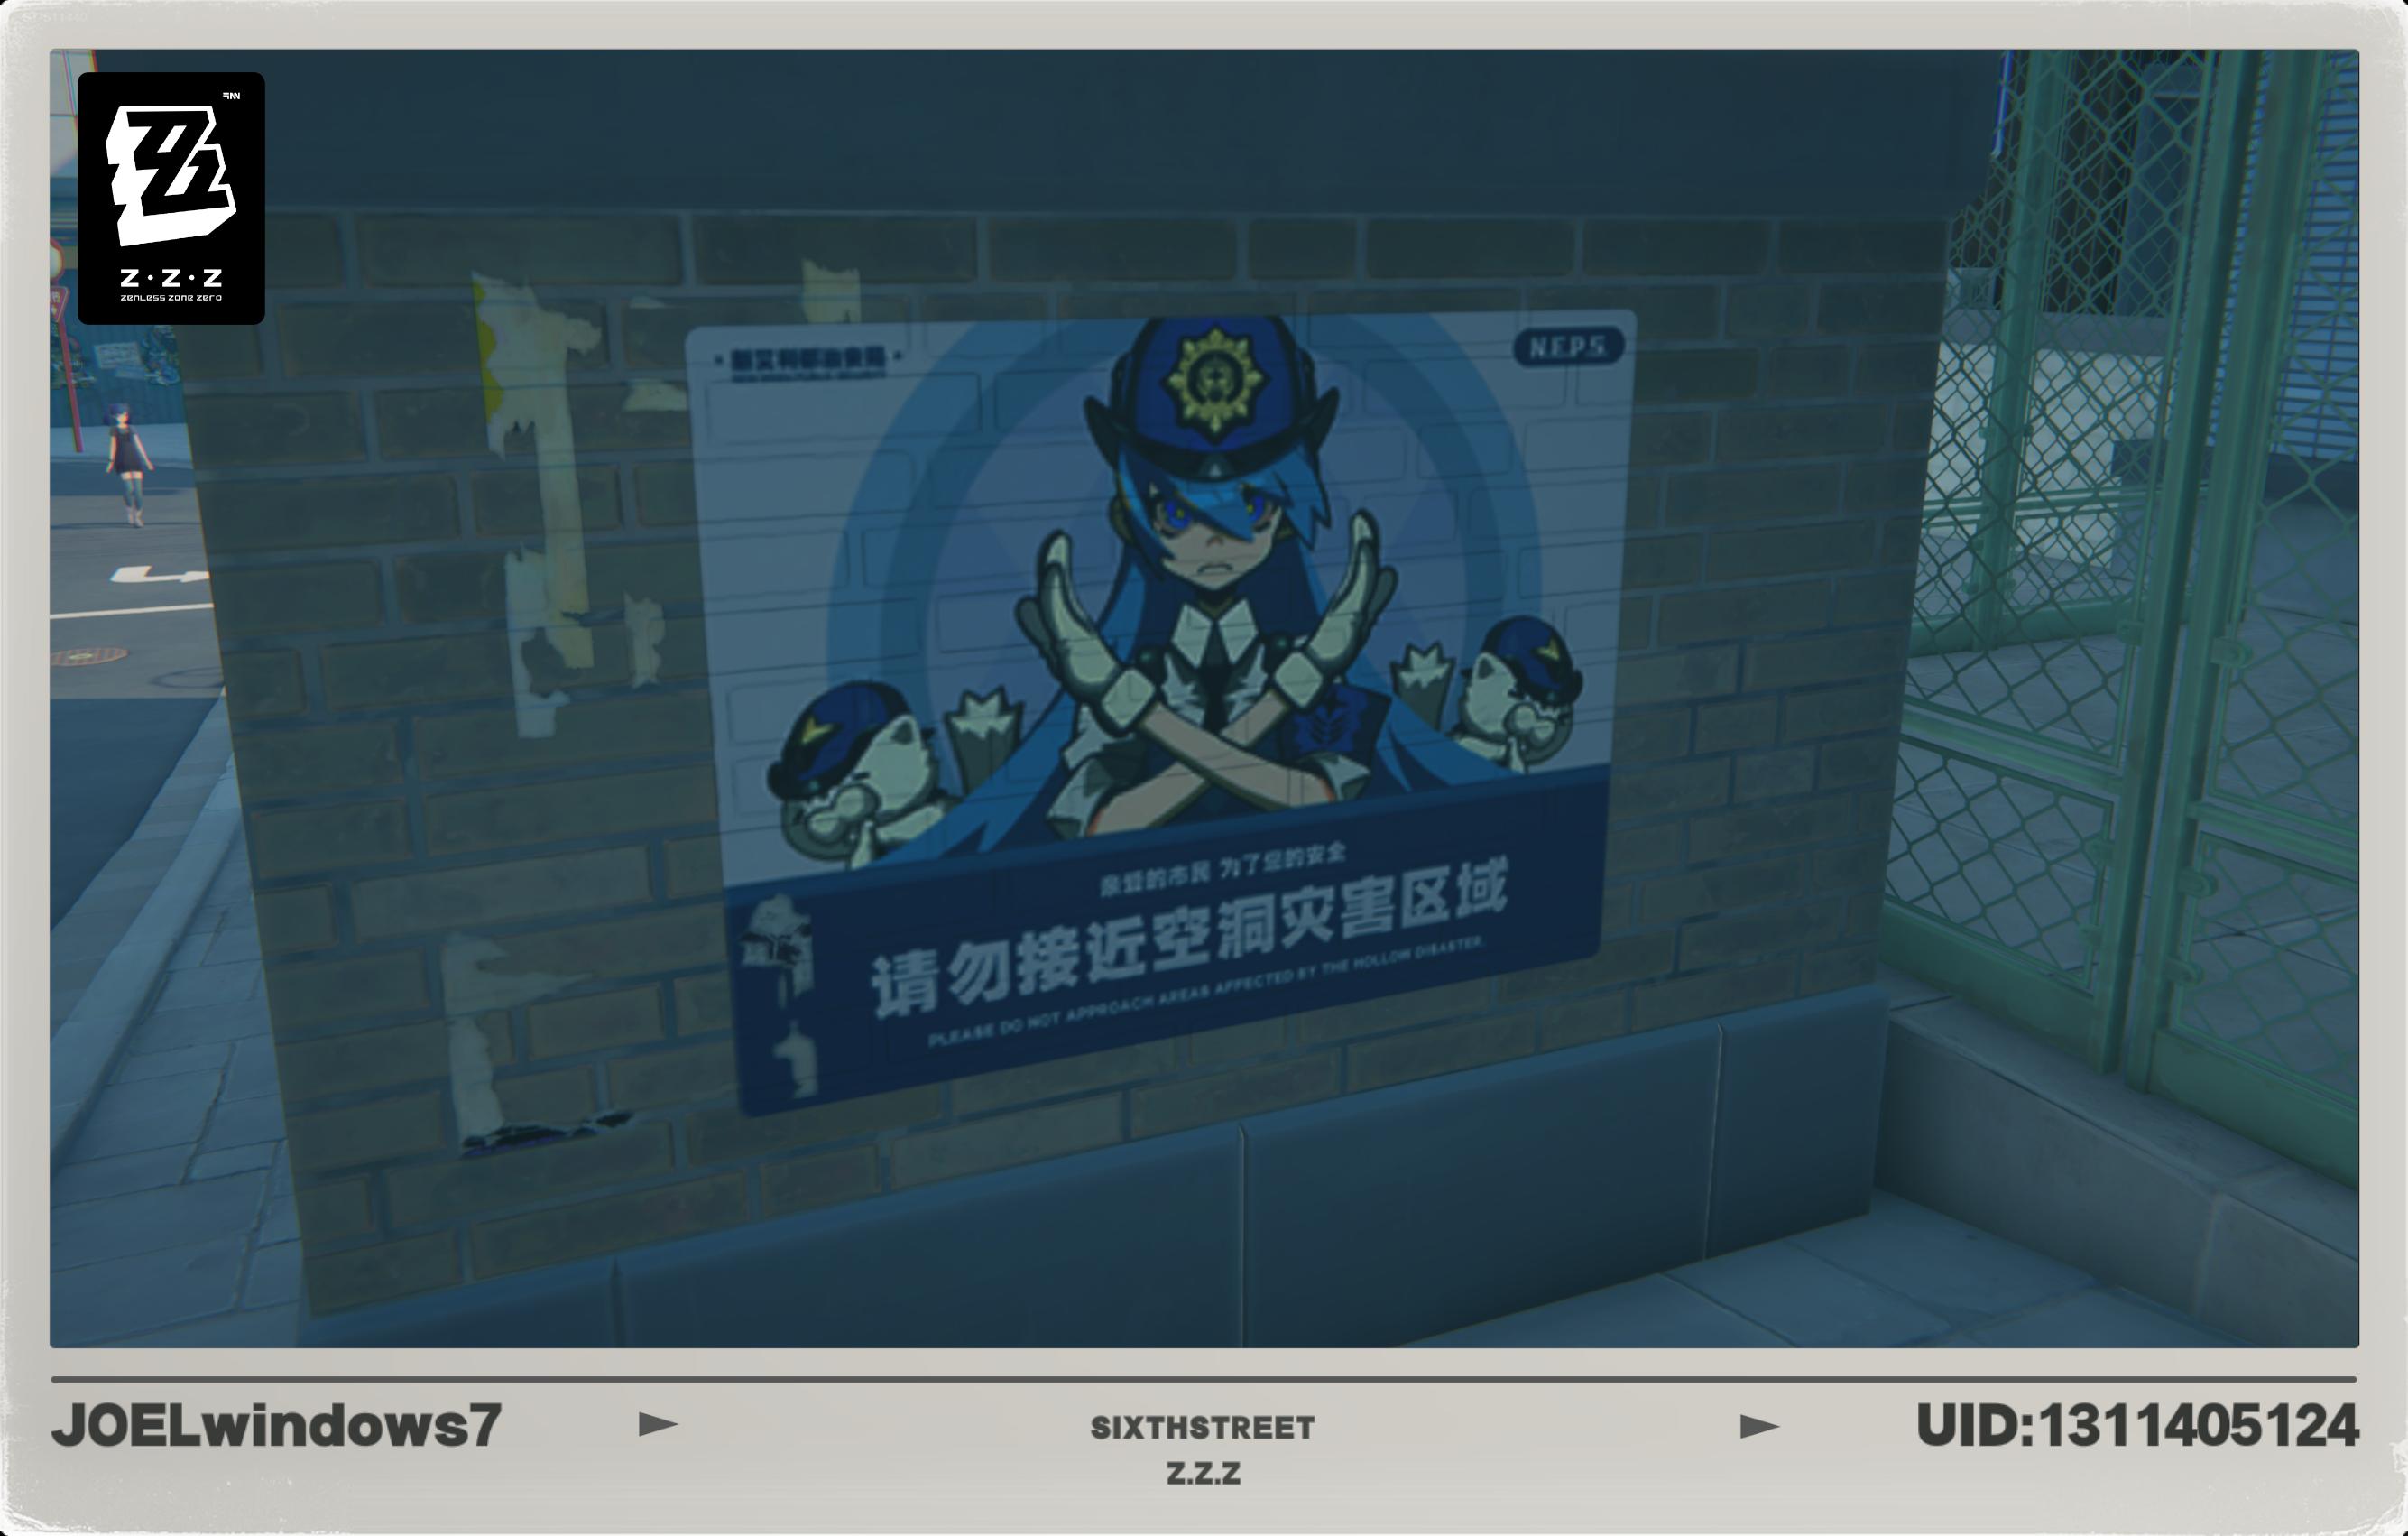 Z·Z·Z
ZENLESS ZONE ZERO
新艾利都治安局
N.E.P.S.
亲爱的市民 为了您的安全
请勿接近空洞灾害区域
PLEASE DO NOT APPROACH AREAS AFFECTED BY THE HOLLOW DISASTER.
JOELwindows7
SIXTHSTREET
Z.Z.Z
UID:1311405124